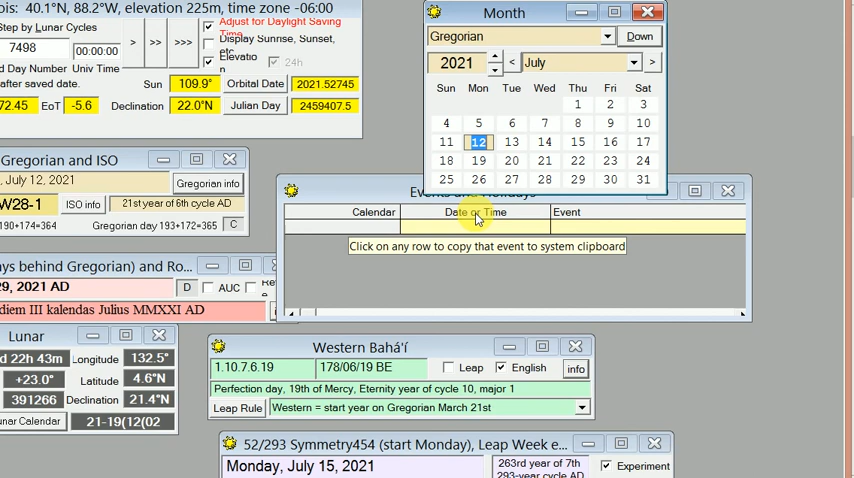 ois: 40.1°N, 88.2°W, elevation 225m, time zone -06:00
Step by Lunar Cycles
Adjust for Daylight Saving Time
7498
00:00:00
>
>>
>>>
Display Sunrise, Sunset, etc
Elevation
24h
d Day Number
Univ Time
after saved date.
Sun
109.9°
Orbital Date
2021.52745
72.45
EoT
-5.6
Declination
22.0°N
Julian Day
2459407.5
Month
Gregorian
Down
2021
<
July
>
Sun Mon Tue Wed Thu Fri Sat
1 2 3
4 5 6 7 8 9 10
11 12 13 14 15 16 17
18 19 20 21 22 23 24
25 26 27 28 29 30 31
Gregorian and ISO
, July 12, 2021
Gregorian info
W28-1
ISO info
21st year of 6th cycle AD
190+174=364
Gregorian day 193+172=365
C
Events and Holidays
Calendar
Date or Time
Event
Click on any row to copy that event to system clipboard
ys behind Gregorian) and Ro...
29, 2021 AD
D
AUC
diem III kalendas Julius MMXXI AD
Lunar
d 22h 43m
Longitude
132.5°
+23.0°
Latitude
4.6°N
391266
Declination
21.4°N
unar Calendar
21-19(12(02
Western Bahá'í
1.10.7.6.19
178/06/19 BE
Leap
English
info
Perfection day, 19th of Mercy, Eternity year of cycle 10, major 1
Leap Rule
Western = start year on Gregorian March 21st
52/293 Symmetry454 (start Monday), Leap Week e...
Monday, July 15, 2021
263rd year of 7th
293-year cycle AD
Experiment